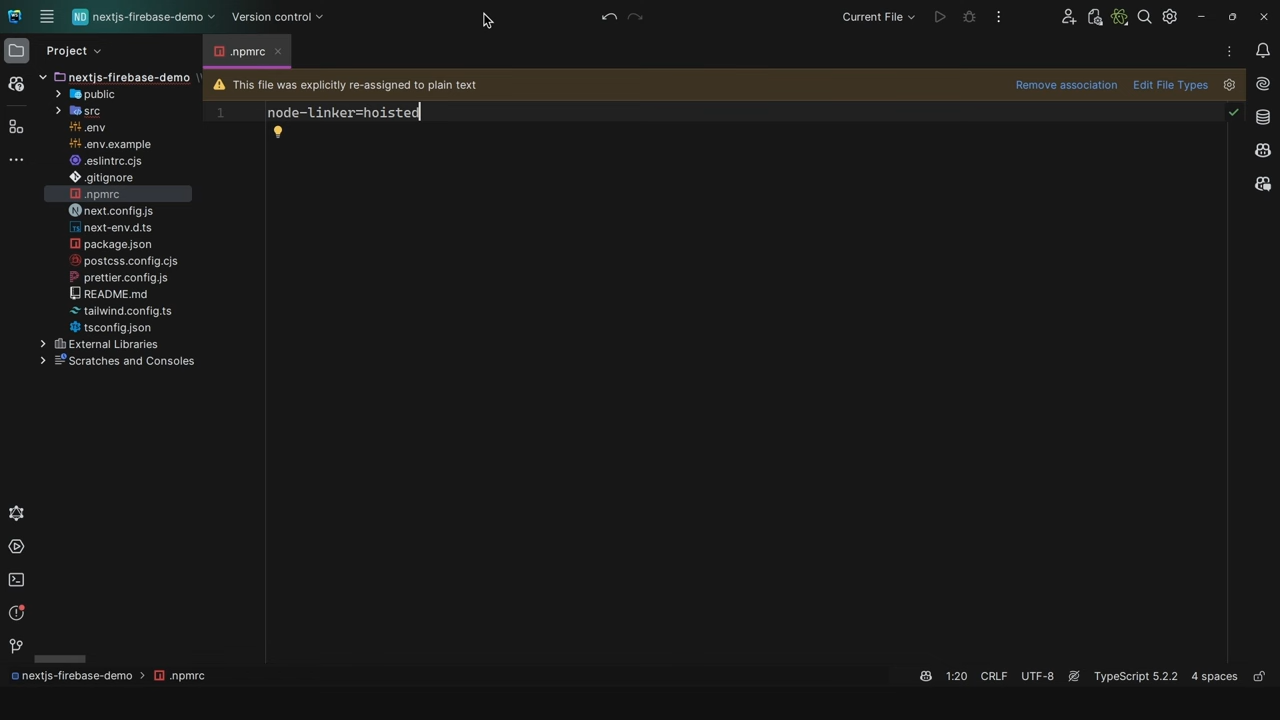 ND nextjs-firebase-demo Version control Current File
Project
.npmrc
nextjs-firebase-demo
This file was explicitly re-assigned to plain text Remove association Edit File Types
public
1 node-linker=hoisted
src
.env
.env.example
.eslintrc.cjs
.gitignore
.npmrc
next.config.js
next-env.d.ts
package.json
postcss.config.cjs
prettier.config.js
README.md
tailwind.config.ts
tsconfig.json
External Libraries
Scratches and Consoles
nextjs-firebase-demo .npmrc 1:20 CRLF UTF-8 TypeScript 5.2.2 4 spaces